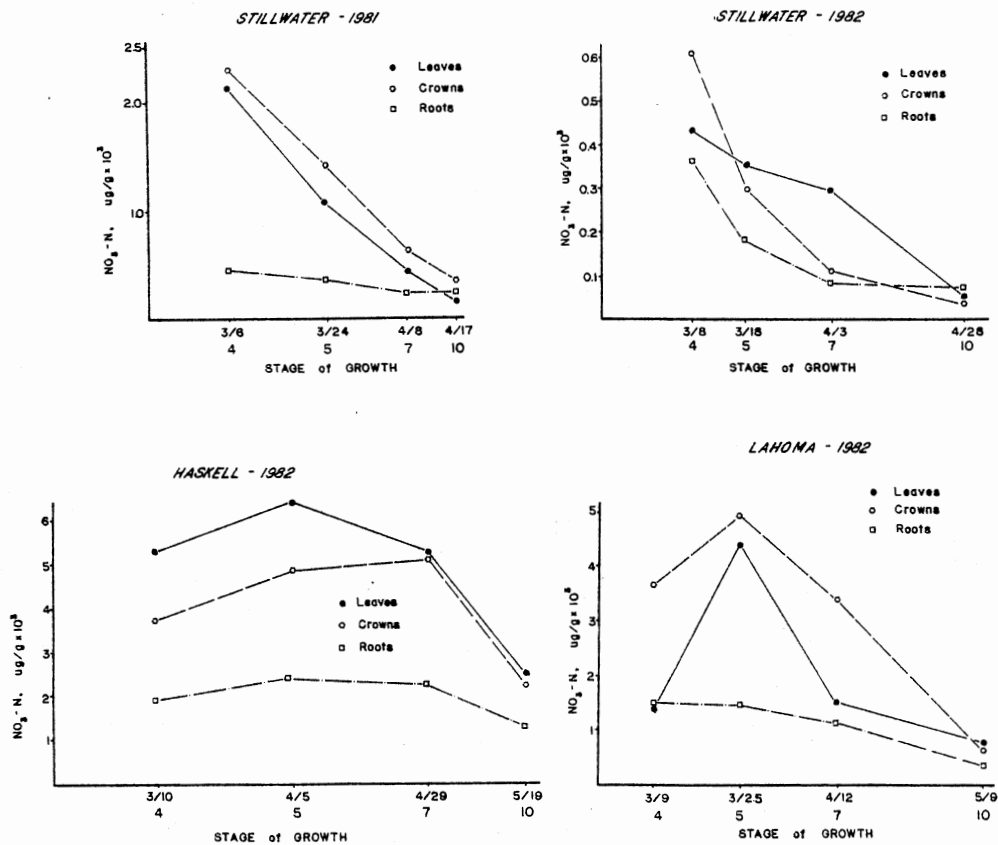 STILLWATER - 1981
2.5
2.0
1.0
NO3-N, ug/g×10³
Leaves
Crowns
Roots
3/6 3/24 4/8 4/17
4 5 7 10
STAGE of GROWTH
STILLWATER - 1982
0.6
0.5
0.4
0.3
0.2
0.1
NO3-N, ug/g×10³
Leaves
Crowns
Roots
3/8 3/16 4/3 4/28
4 5 7 10
STAGE of GROWTH
HASKELL - 1982
6
5
4
3
2
1
NO3-N, ug/g×10³
Leaves
Crowns
Roots
3/10 4/5 4/29 5/19
4 5 7 10
STAGE of GROWTH
LAHOMA - 1982
5
4
3
2
1
NO3-N, ug/g×10³
Leaves
Crowns
Roots
3/9 3/25 4/12 5/9
4 5 7 10
STAGE of GROWTH